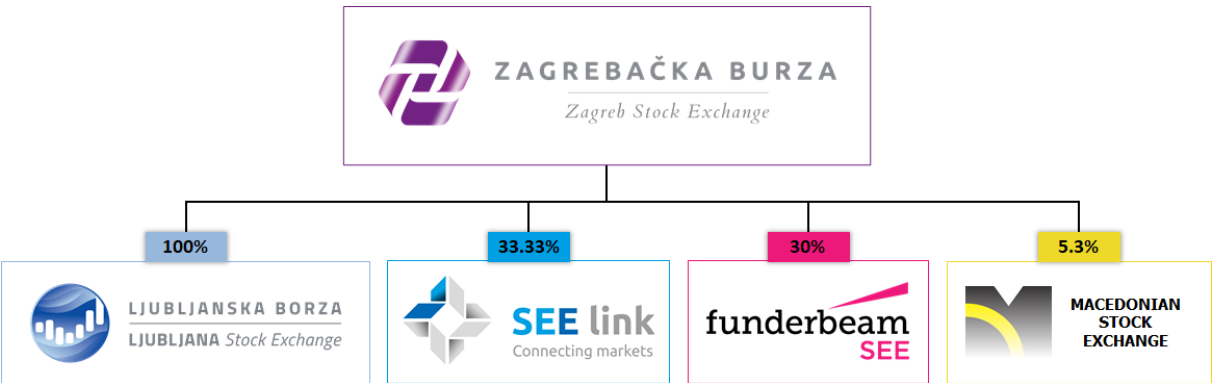 ZAGREBAČKA BURZA
Zagreb Stock Exchange
100%
33.33%
30%
5.3%
LJUBLJANSKA BORZA
LJUBLJANA Stock Exchange
SEE link
Connecting markets
funderbeam
SEE
MACEDONIAN
STOCK
EXCHANGE